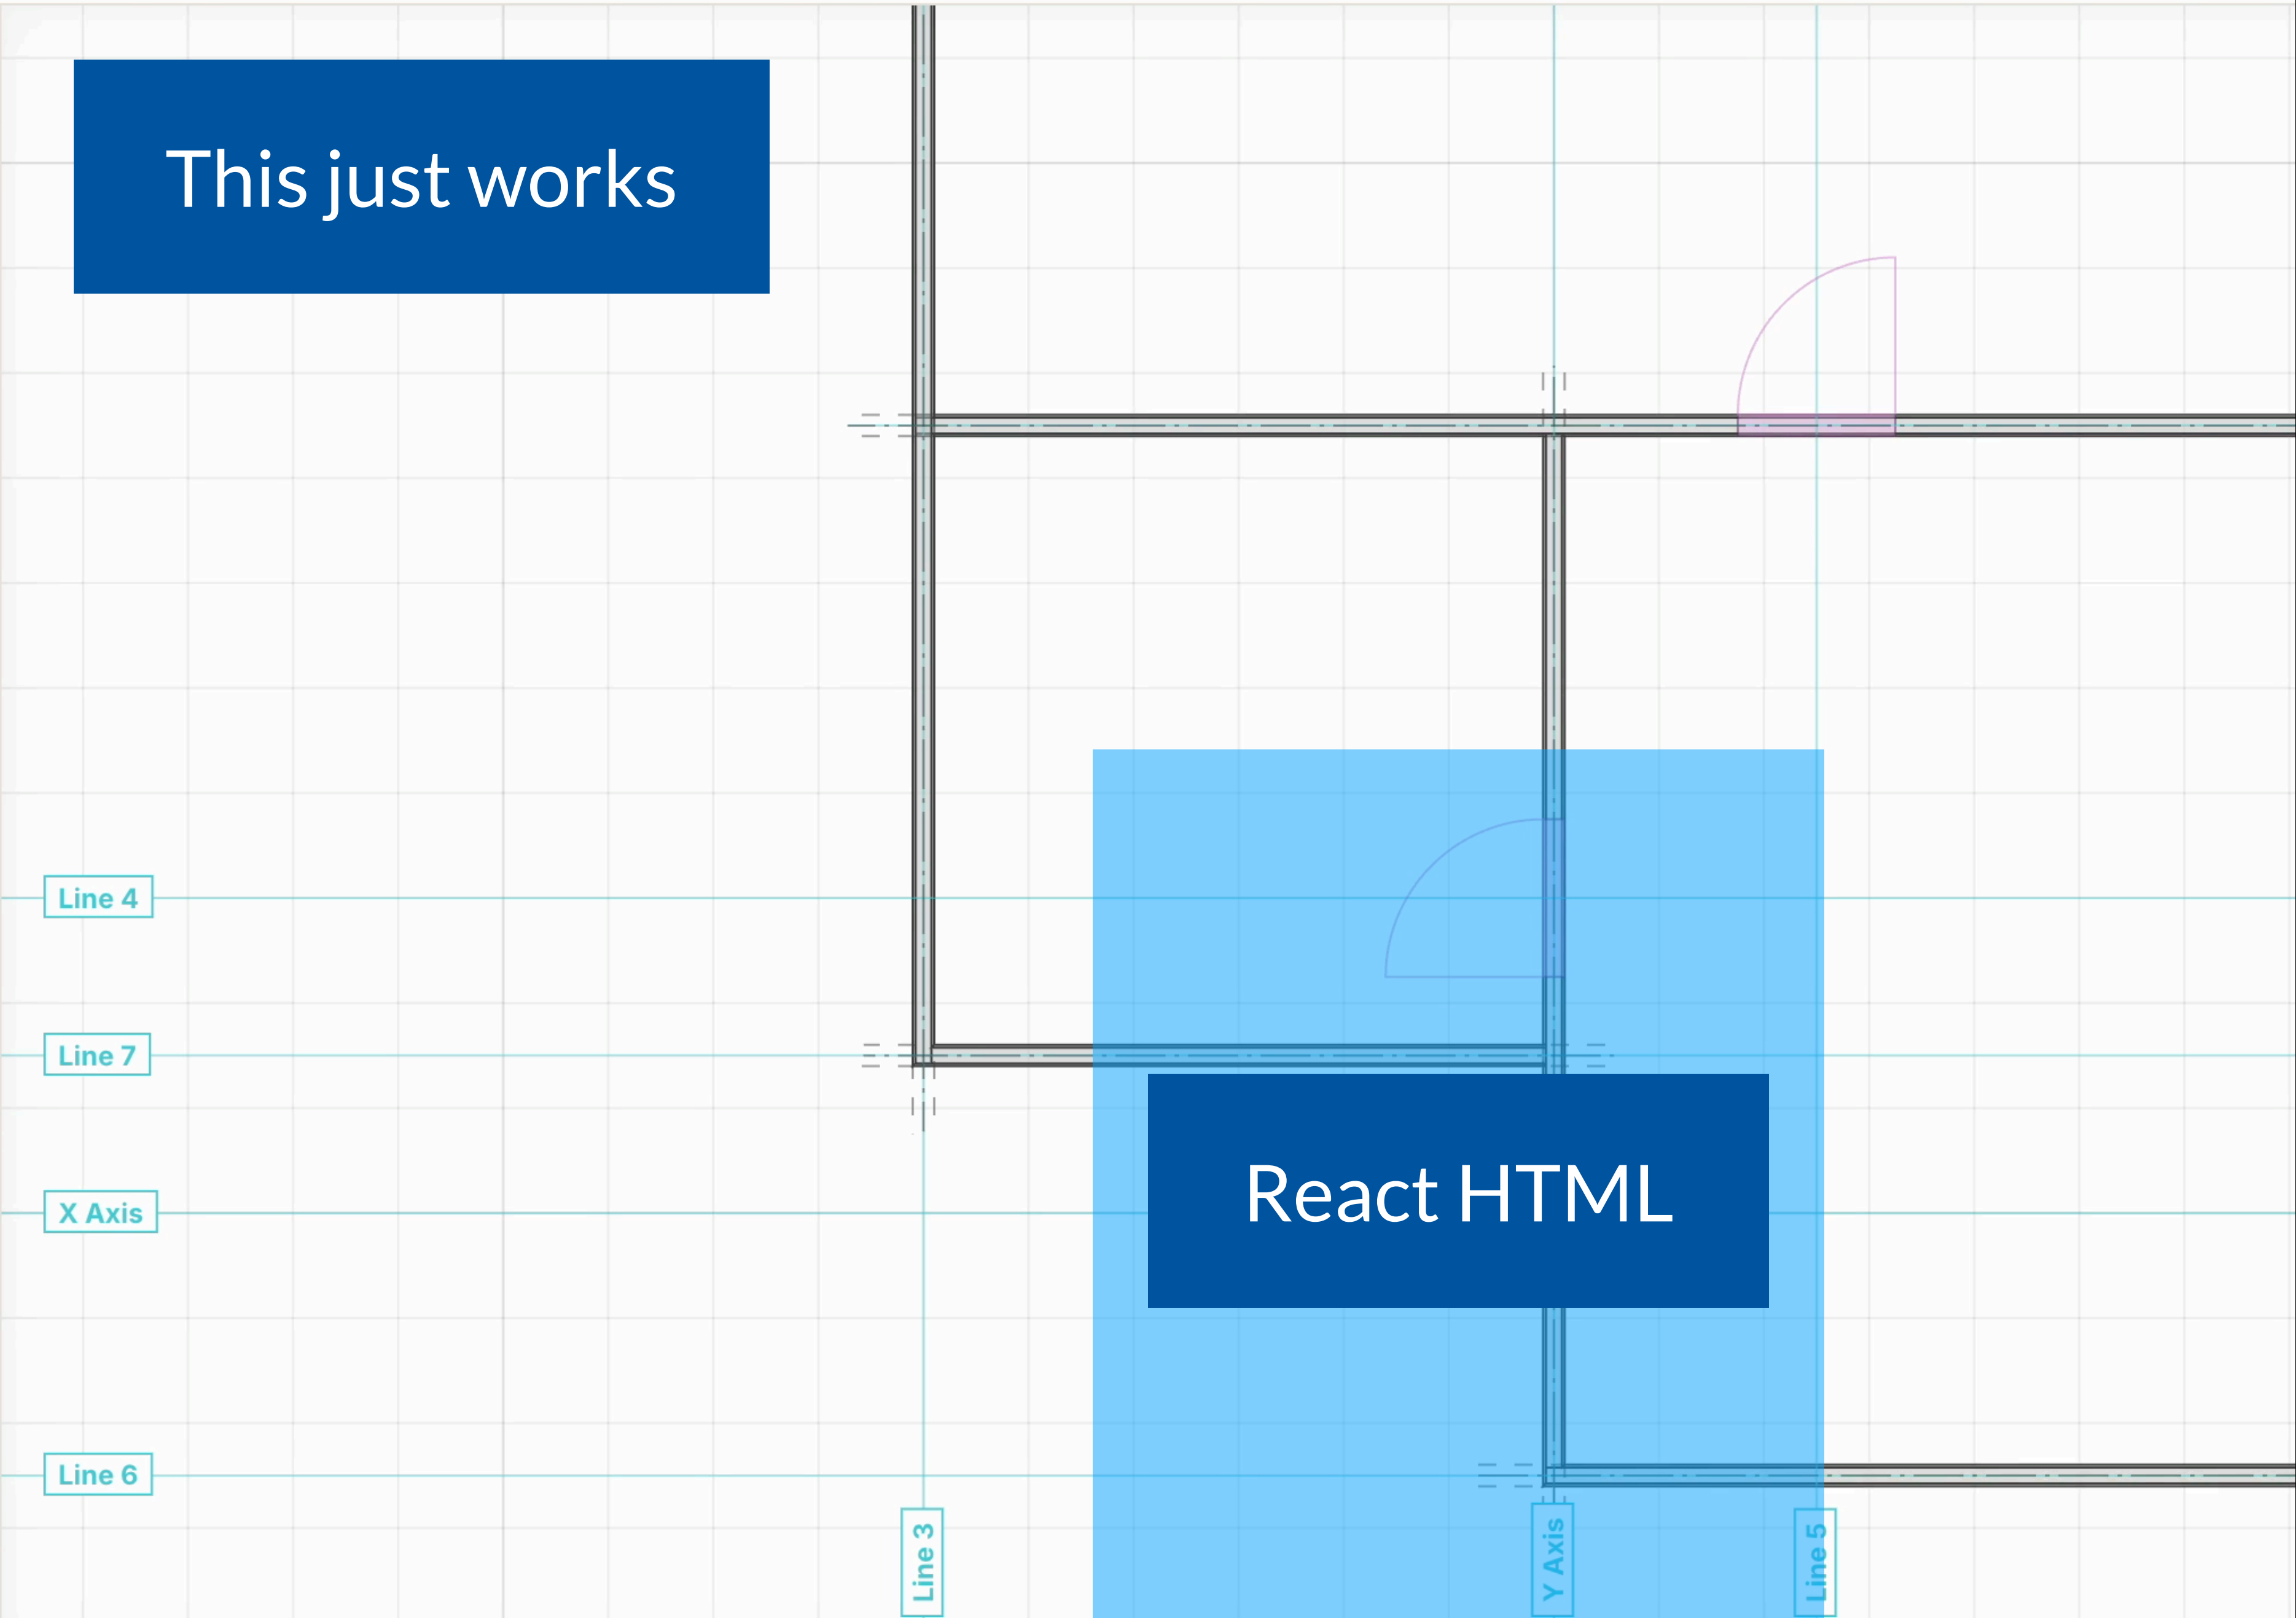 This just works
Line 4
Line 7
React HTML
X Axis
Line 6
Line 3
Y Axis
Line 5